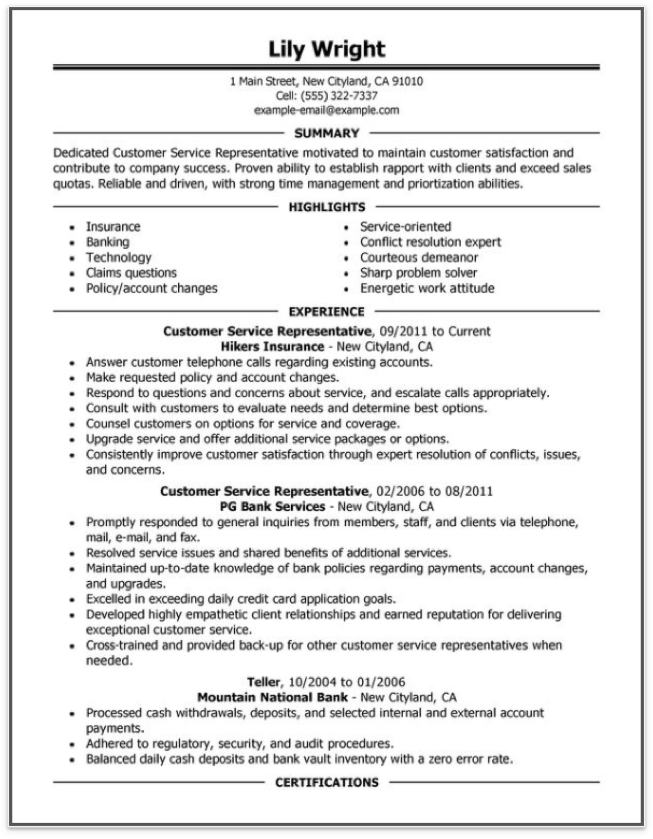 Lily Wright
1 Main Street, New Cityland, CA 91010
Cell: (555) 322-7337
example-email@example.com
SUMMARY
Dedicated Customer Service Representative motivated to maintain customer satisfaction and
contribute to company success. Proven ability to establish rapport with clients and exceed sales
quotas. Reliable and driven, with strong time management and priortization abilities.
HIGHLIGHTS
• Insurance
• Banking
• Technology
• Claims questions
• Policy/account changes
• Service-oriented
• Conflict resolution expert
• Courteous demeanor
• Sharp problem solver
• Energetic work attitude
EXPERIENCE
Customer Service Representative, 09/2011 to Current
Hikers Insurance - New Cityland, CA
• Answer customer telephone calls regarding existing accounts.
• Make requested policy and account changes.
• Respond to questions and concerns about service, and escalate calls appropriately.
• Consult with customers to evaluate needs and determine best options.
• Counsel customers on options for service and coverage.
• Upgrade service and offer additional service packages or options.
• Consistently improve customer satisfaction through expert resolution of conflicts, issues,
and concerns.
Customer Service Representative, 02/2006 to 08/2011
PG Bank Services - New Cityland, CA
• Promptly responded to general inquiries from members, staff, and clients via telephone,
mail, e-mail, and fax.
• Resolved service issues and shared benefits of additional services.
• Maintained up-to-date knowledge of bank policies regarding payments, account changes,
and upgrades.
• Excelled in exceeding daily credit card application goals.
• Developed highly empathetic client relationships and earned reputation for delivering
exceptional customer service.
• Cross-trained and provided back-up for other customer service representatives when
needed.
Teller, 10/2004 to 01/2006
Mountain National Bank - New Cityland, CA
• Processed cash withdrawals, deposits, and selected internal and external account
payments.
• Adhered to regulatory, security, and audit procedures.
• Balanced daily cash deposits and bank vault inventory with a zero error rate.
CERTIFICATIONS